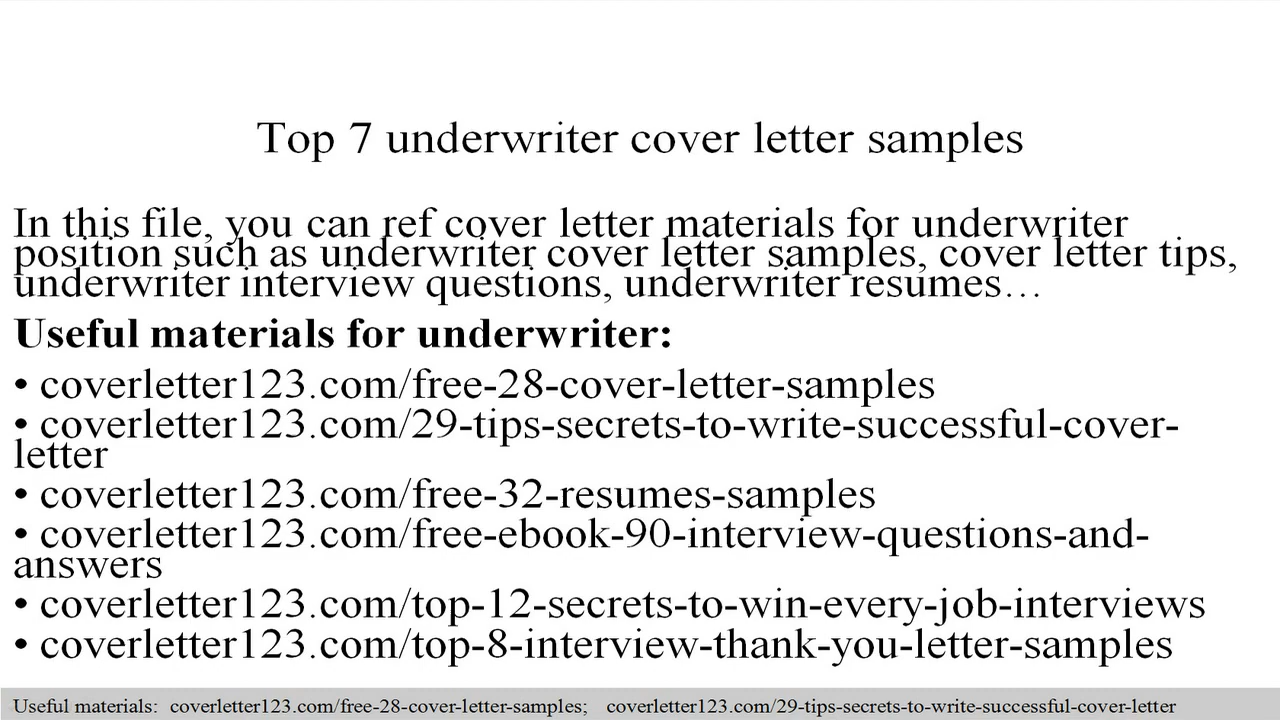 Top 7 underwriter cover letter samples
In this file, you can ref cover letter materials for underwriter
position such as underwriter cover letter samples, cover letter tips,
underwriter interview questions, underwriter resumes…
Useful materials for underwriter:
• coverletter123.com/free-28-cover-letter-samples
• coverletter123.com/29-tips-secrets-to-write-successful-cover-
letter
• coverletter123.com/free-32-resumes-samples
• coverletter123.com/free-ebook-90-interview-questions-and-
answers
• coverletter123.com/top-12-secrets-to-win-every-job-interviews
• coverletter123.com/top-8-interview-thank-you-letter-samples
Useful materials: coverletter123.com/free-28-cover-letter-samples; coverletter123.com/29-tips-secrets-to-write-successful-cover-letter